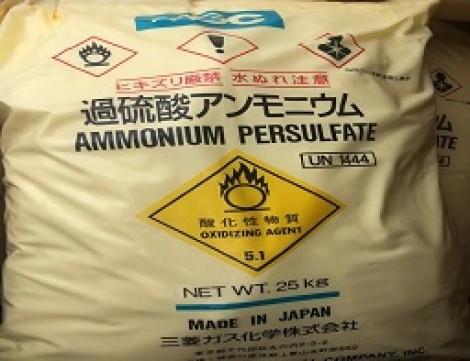 ヒキズリ厳禁 水ぬれ注意
過硫酸アンモニウム
AMMONIUM PERSULFATE
UN 1444
酸化性物質
OXIDIZING AGENT
5.1
NET WT. 25 KG
MADE IN JAPAN
三菱ガス化学株式会社
COMPANY, INC.